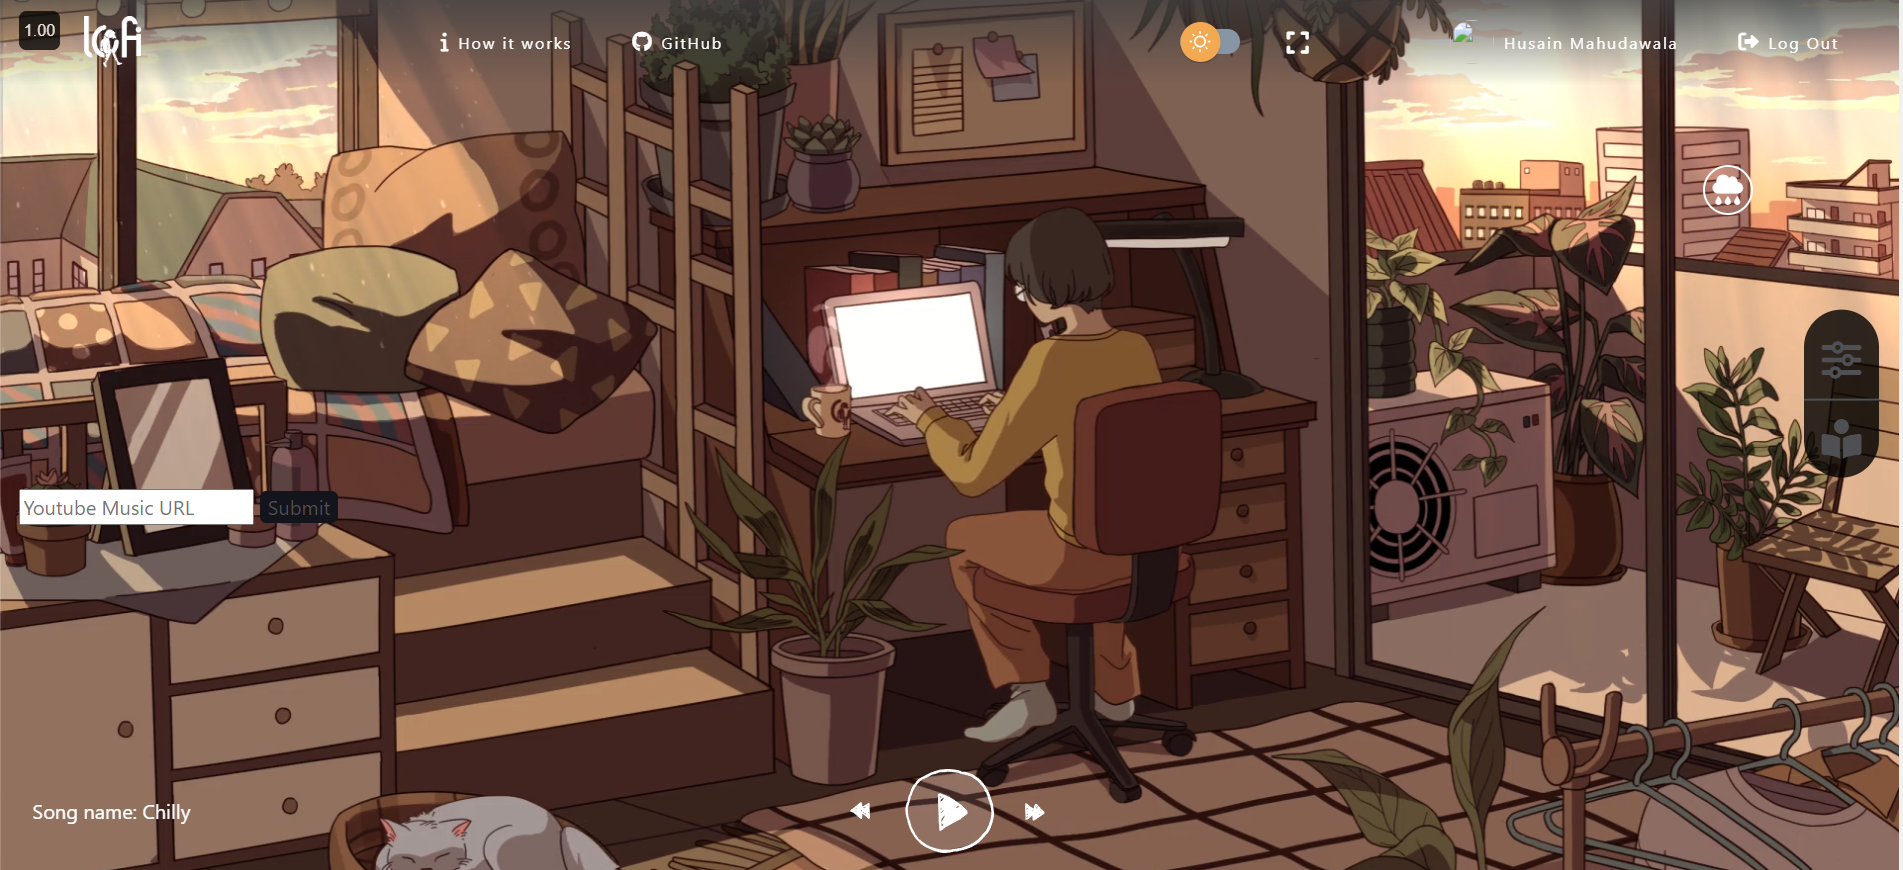 1.00
lofi
How it works
GitHub
Husain Mahudawala
Log Out
Youtube Music URL
Submit
Song name: Chilly